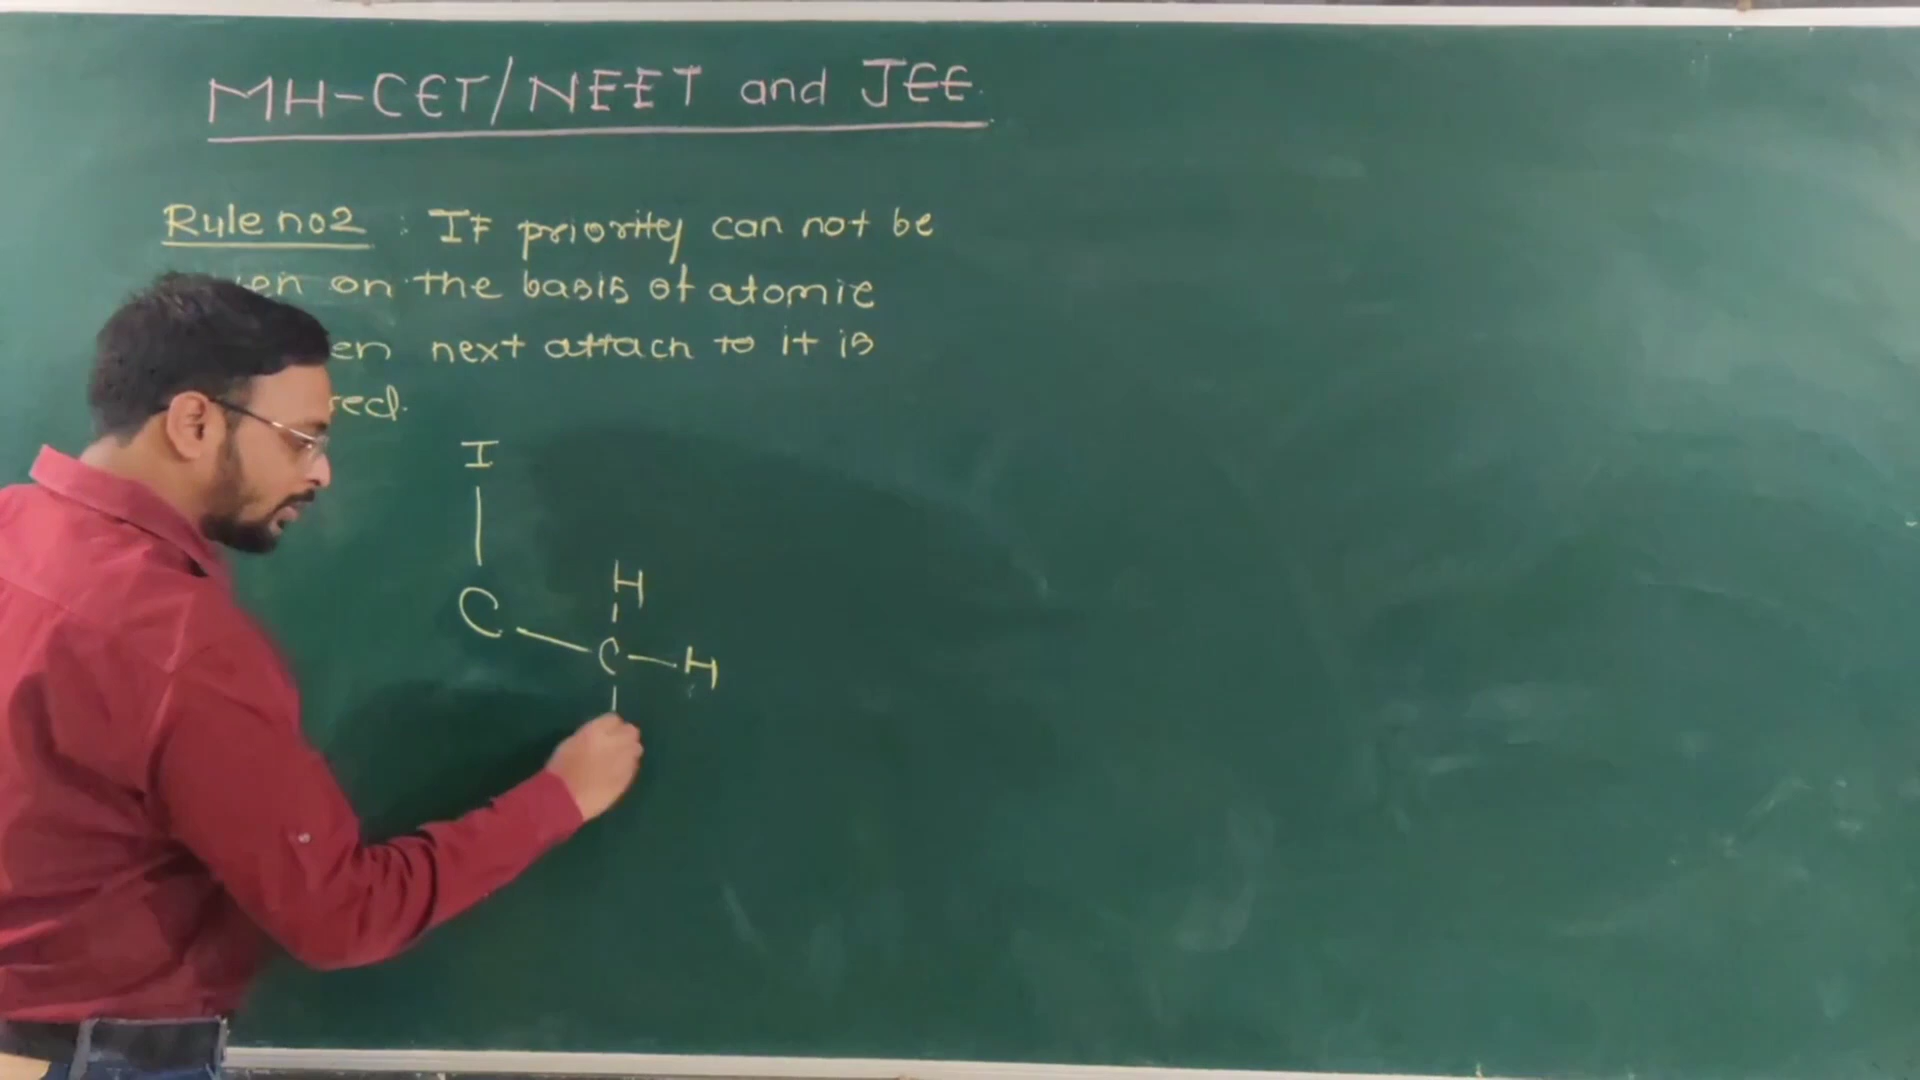 MH-CET/NEET and JEE.
Rule no2 : If priority can not be
on the basis of atomic
next attach to it is
I
H
C C H